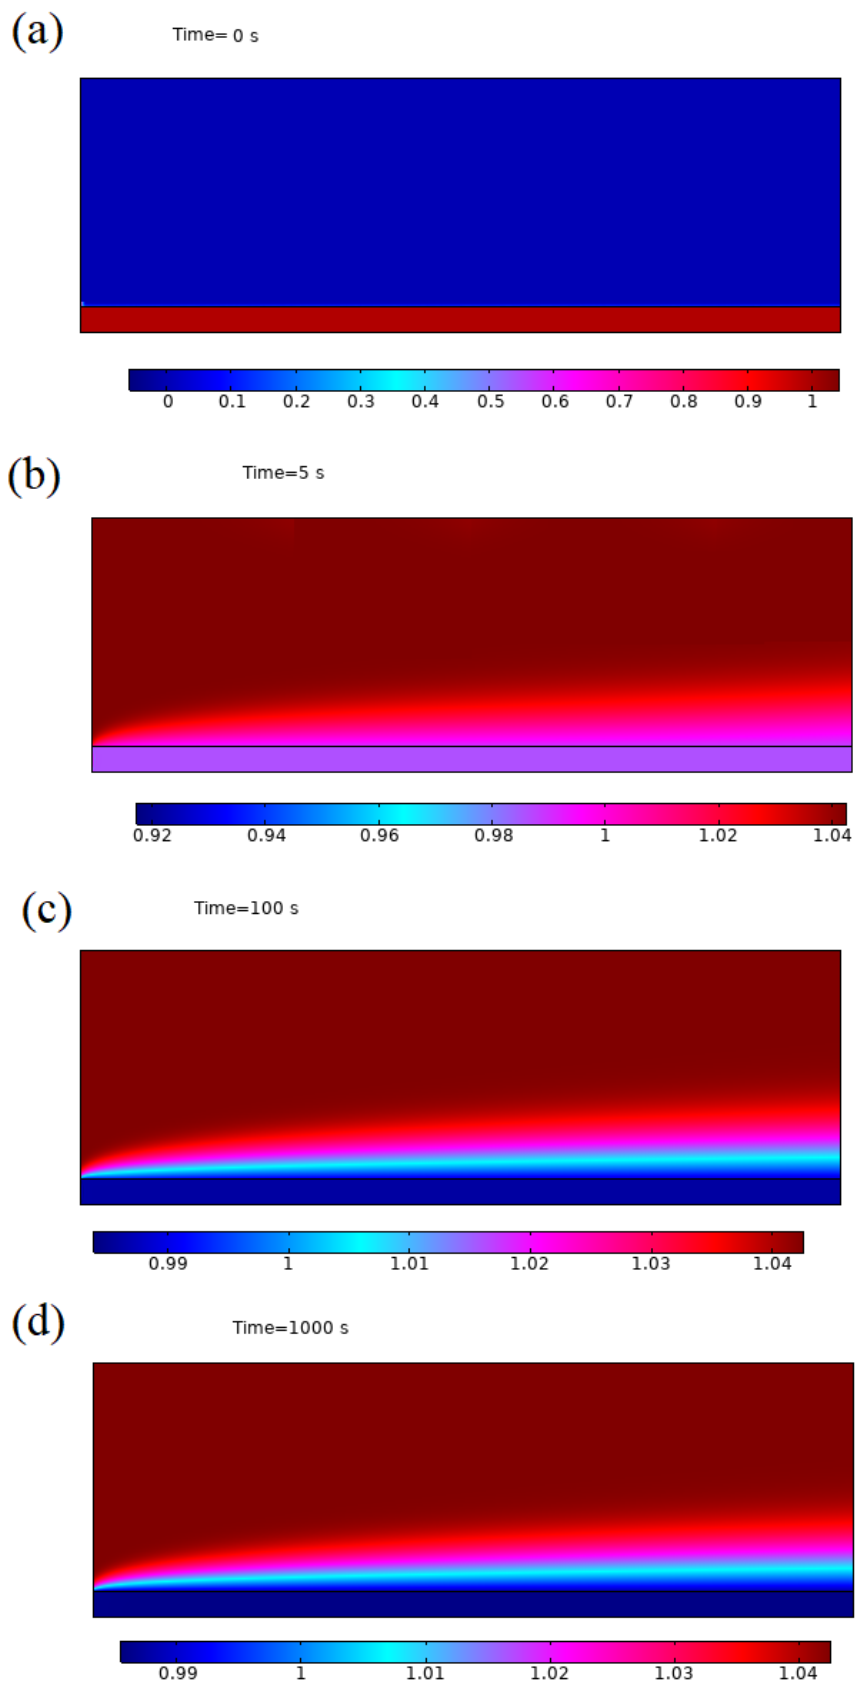 (a)
Time= 0 s
0 0.1 0.2 0.3 0.4 0.5 0.6 0.7 0.8 0.9 1
(b)
Time=5 s
0.92 0.94 0.96 0.98 1 1.02 1.04
(c)
Time=100 s
0.99 1 1.01 1.02 1.03 1.04
(d)
Time=1000 s
0.99 1 1.01 1.02 1.03 1.04